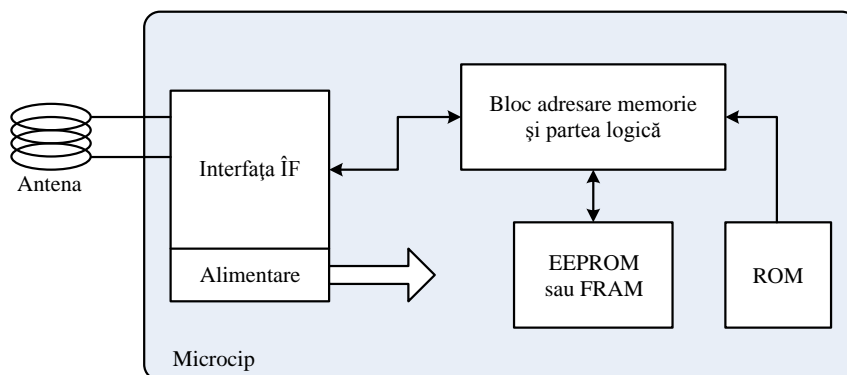 Bloc adresare memorie
şi partea logică
Interfaţa ÎF
Antena
Alimentare
EEPROM
sau FRAM
ROM
Microcip